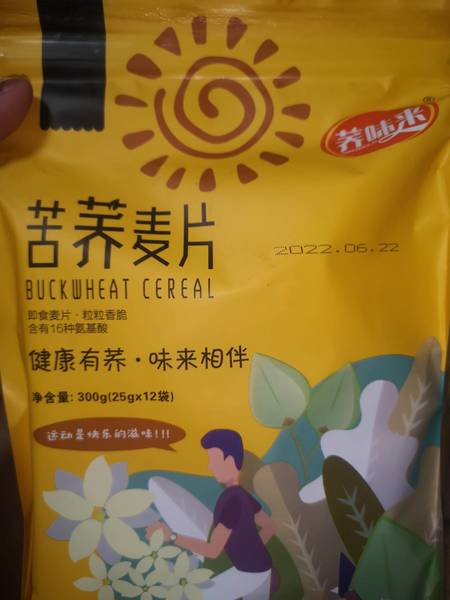 荞味来®
苦荞麦片
2022.06.22
BUCKWHEAT CEREAL
即食麦片·粒粒香脆
含有16种氨基酸
健康有荞·味来相伴
净含量: 300g(25gx12袋)
运动是快乐的滋味!!!